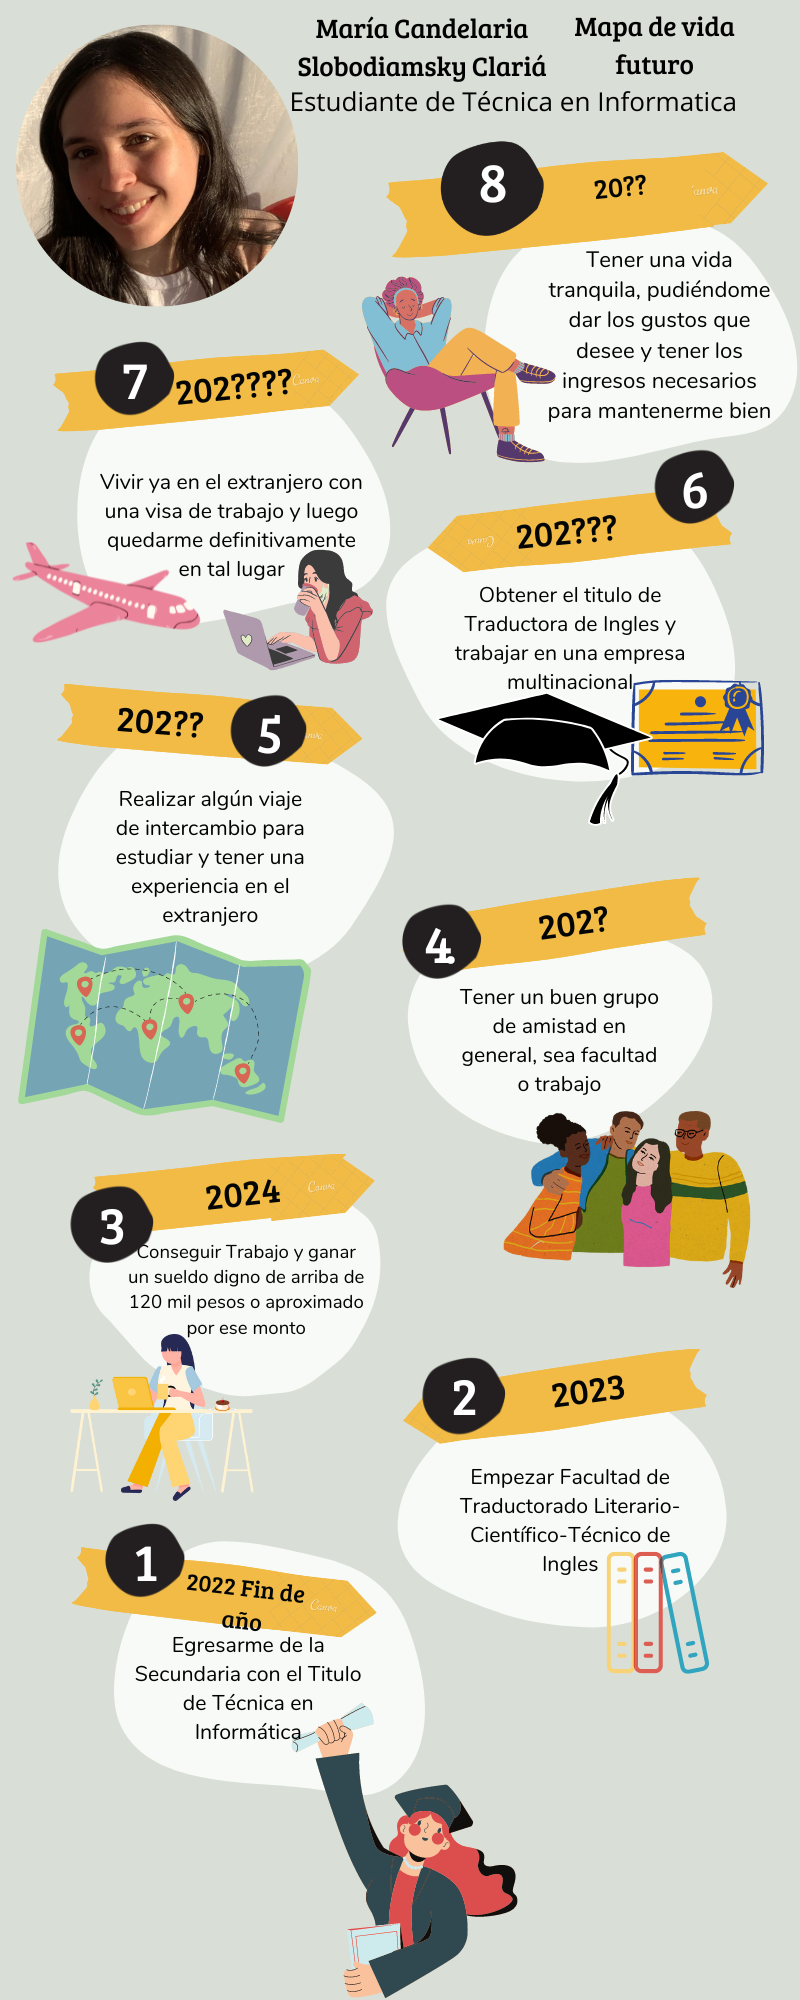 María Candelaria
Slobodiamsky Clariá
Mapa de vida
futuro
Estudiante de Técnica en Informatica
8
20??
Canva
Tener una vida
tranquila, pudiéndome
dar los gustos que
desee y tener los
ingresos necesarios
para mantenerme bien
7
202????
Canva
Vivir ya en el extranjero con
una visa de trabajo y luego
quedarme definitivamente
en tal lugar
6
202???
Canva
Obtener el titulo de
Traductora de Ingles y
trabajar en una empresa
multinacional
202??
5
Realizar algún viaje
de intercambio para
estudiar y tener una
experiencia en el
extranjero
4
202?
Tener un buen grupo
de amistad en
general, sea facultad
o trabajo
3
2024
Canva
Conseguir Trabajo y ganar
un sueldo digno de arriba de
120 mil pesos o aproximado
por ese monto
2
2023
Empezar Facultad de
Traductorado Literario-
Científico-Técnico de
Ingles
1
2022 Fin de
año
Canva
Egresarme de la
Secundaria con el Titulo
de Técnica en
Informática